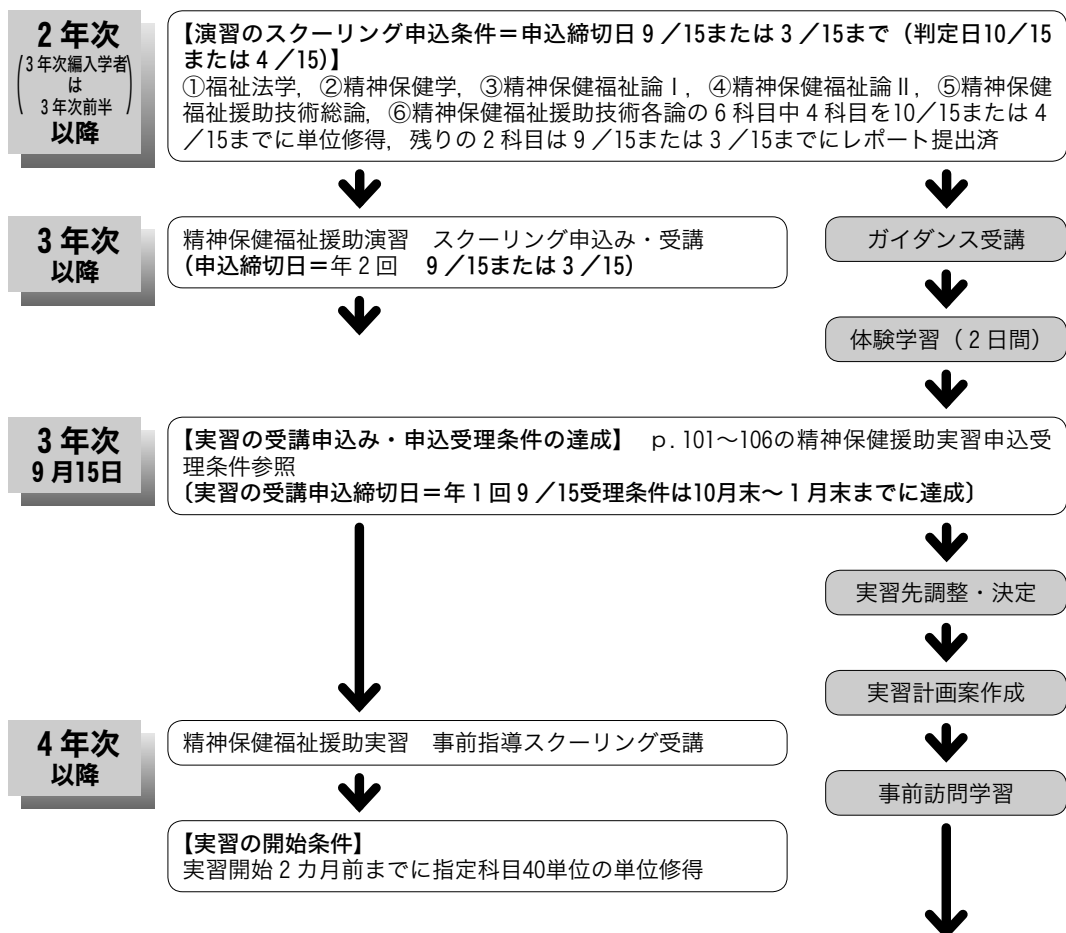 2年次
(3年次編入学者
は
3年次前半)
以降
【演習のスクーリング申込条件＝申込締切日9／15または3／15まで（判定日10／15
または4／15）】
①福祉法学，②精神保健学，③精神保健福祉論Ⅰ，④精神保健福祉論Ⅱ，⑤精神保健
福祉援助技術総論，⑥精神保健福祉援助技術各論の6科目中4科目を10／15または4
／15までに単位修得，残りの2科目は9／15または3／15までにレポート提出済
3年次
以降
精神保健福祉援助演習　スクーリング申込み・受講
（申込締切日＝年2回　9／15または3／15）
ガイダンス受講
体験学習（2日間）
3年次
9月15日
【実習の受講申込み・申込受理条件の達成】　p.101～106の精神保健援助実習申込受
理条件参照
〔実習の受講申込締切日＝年1回9／15受理条件は10月末～1月末までに達成〕
実習先調整・決定
実習計画案作成
4年次
以降
精神保健福祉援助実習　事前指導スクーリング受講
事前訪問学習
【実習の開始条件】
実習開始2カ月前までに指定科目40単位の単位修得